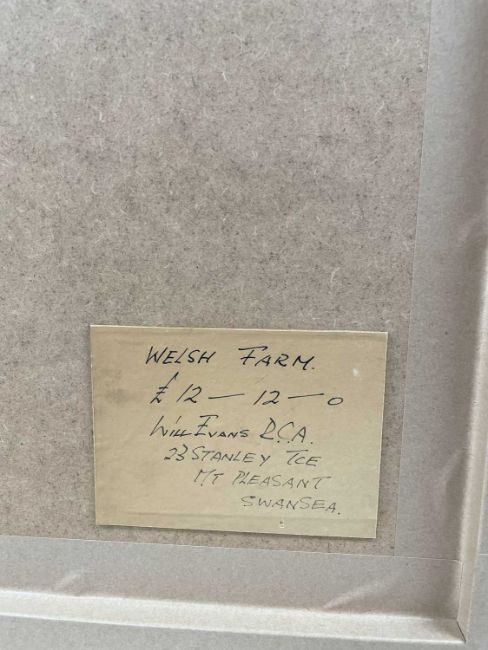 WELSH FARM.
£12 — 12 — 0
Will Evans R.C.A.
23 STANLEY TCE
MT PLEASANT
SWANSEA.